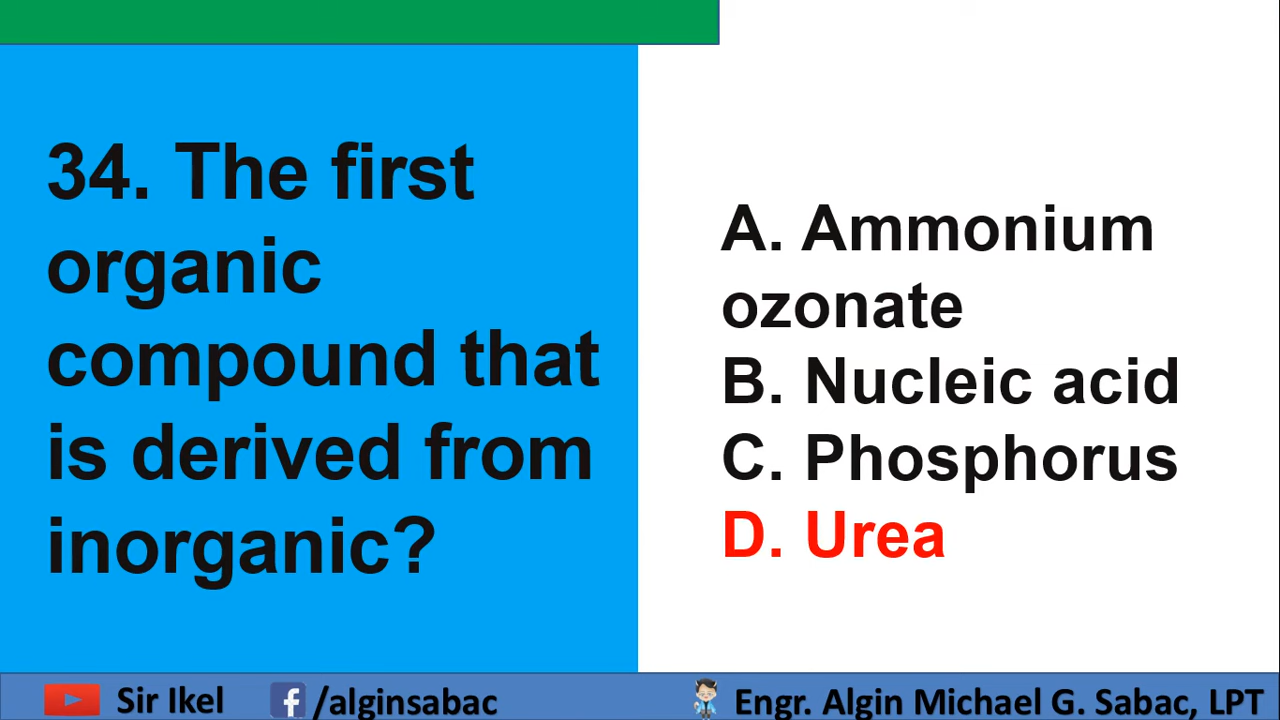 34. The first
organic
compound that
is derived from
inorganic?
A. Ammonium
ozonate
B. Nucleic acid
C. Phosphorus
D. Urea
Sir Ikel
/alginsabac
Engr. Algin Michael G. Sabac, LPT